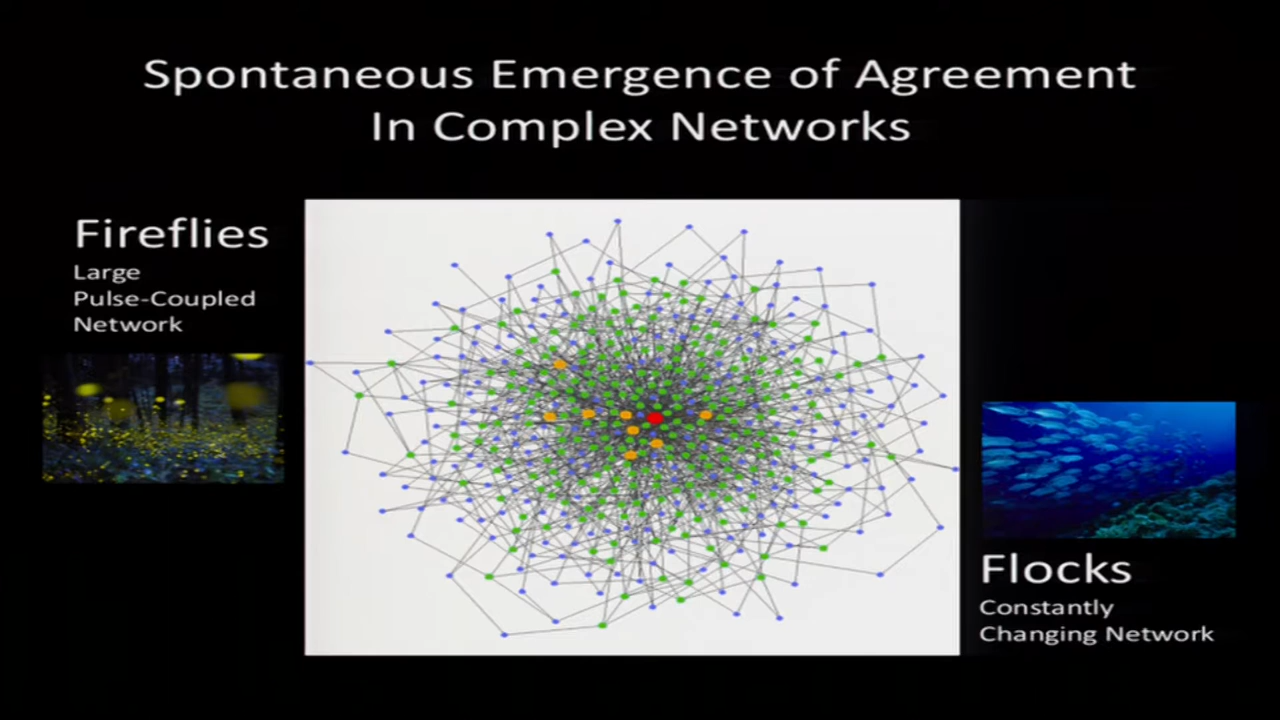 Spontaneous Emergence of Agreement
In Complex Networks
Fireflies
Large
Pulse-Coupled
Network
Flocks
Constantly
Changing Network